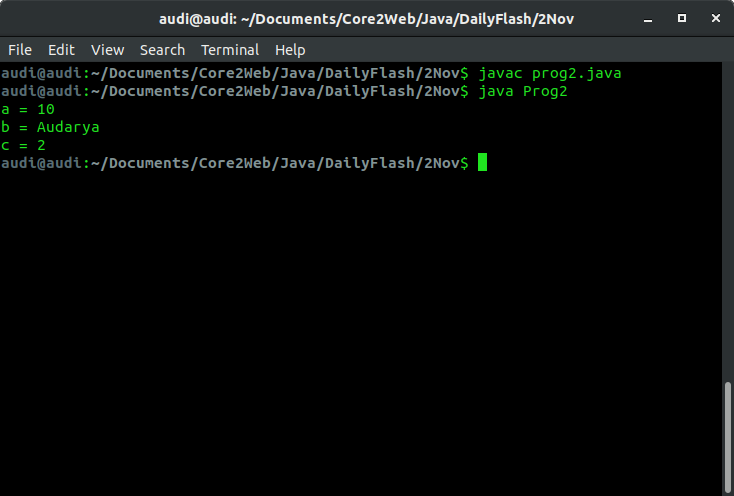 audi@audi: ~/Documents/Core2Web/Java/DailyFlash/2Nov
File Edit View Search Terminal Help
audi@audi:~/Documents/Core2Web/Java/DailyFlash/2Nov$ javac prog2.java
audi@audi:~/Documents/Core2Web/Java/DailyFlash/2Nov$ java Prog2
a = 10
b = Audarya
c = 2
audi@audi:~/Documents/Core2Web/Java/DailyFlash/2Nov$